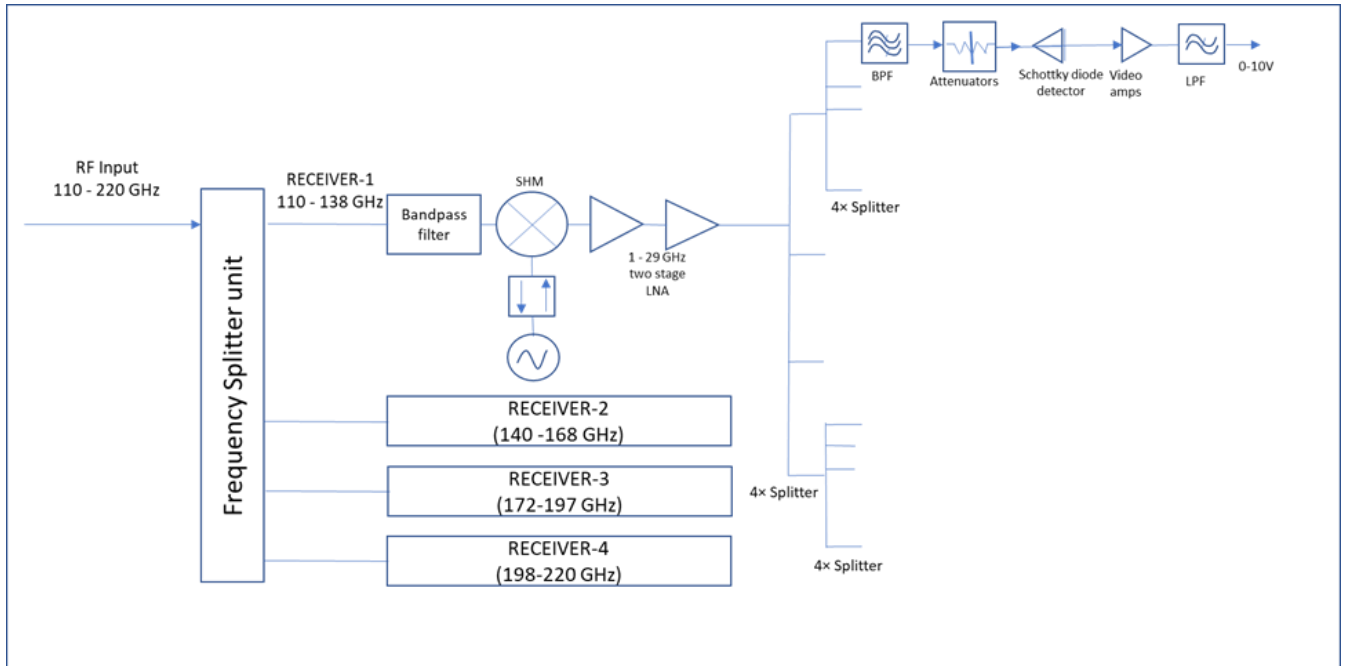 BPF
Attenuators
Schottky diode
detector
Video
amps
LPF
0-10V
RF Input
110 - 220 GHz
Frequency Splitter unit
RECEIVER-1
110 - 138 GHz
Bandpass
filter
SHM
1 - 29 GHz
two stage
LNA
4× Splitter
RECEIVER-2
(140 -168 GHz)
RECEIVER-3
(172-197 GHz)
RECEIVER-4
(198-220 GHz)
4× Splitter
4× Splitter